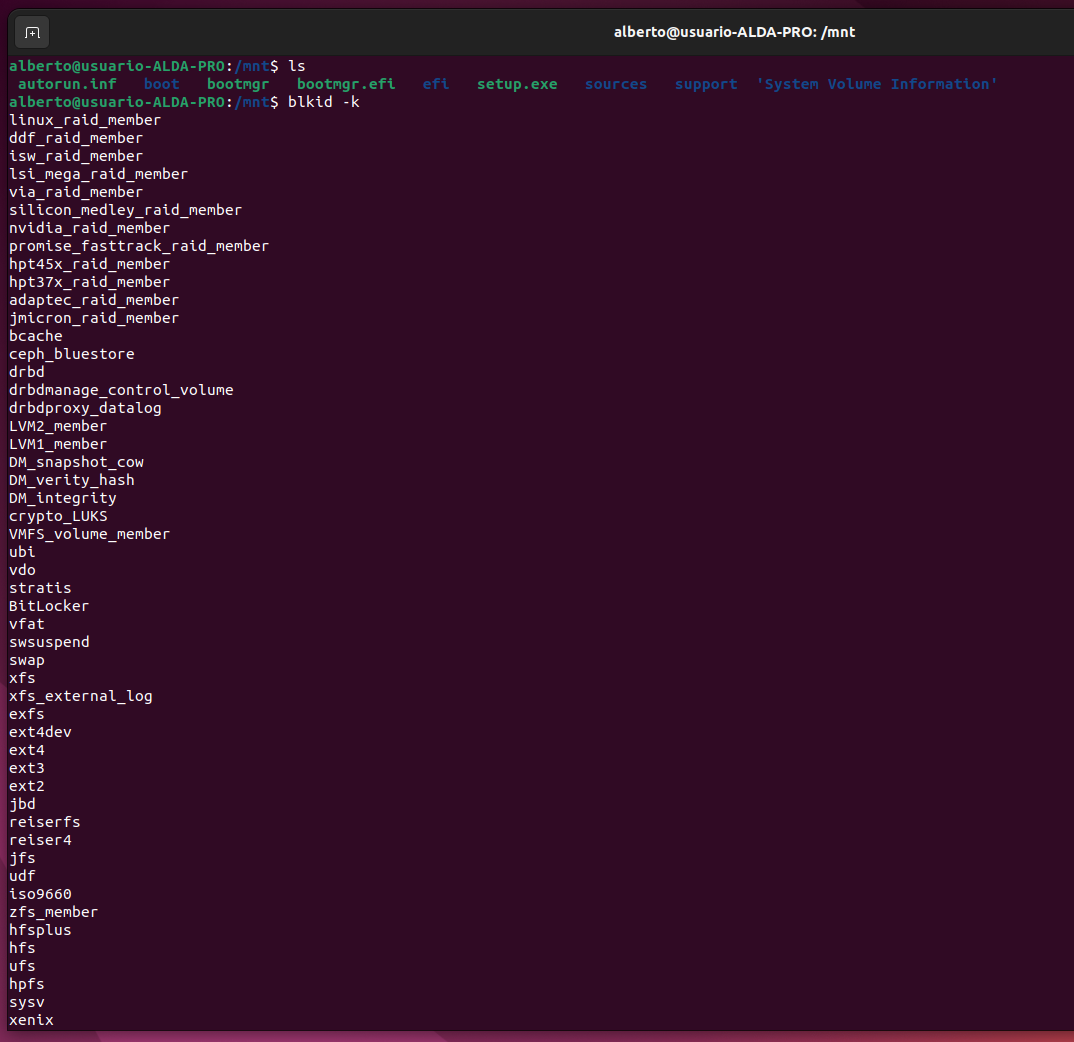 alberto@usuario-ALDA-PRO: /mnt
alberto@usuario-ALDA-PRO:/mnt$ ls
autorun.inf boot bootmgr bootmgr.efi efi setup.exe sources support 'System Volume Information'
alberto@usuario-ALDA-PRO:/mnt$ blkid -k
linux_raid_member
ddf_raid_member
isw_raid_member
lsi_mega_raid_member
via_raid_member
silicon_medley_raid_member
nvidia_raid_member
promise_fasttrack_raid_member
hpt45x_raid_member
hpt37x_raid_member
adaptec_raid_member
jmicron_raid_member
bcache
ceph_bluestore
drbd
drbdmanage_control_volume
drbdproxy_datalog
LVM2_member
LVM1_member
DM_snapshot_cow
DM_verity_hash
DM_integrity
crypto_LUKS
VMFS_volume_member
ubi
vdo
stratis
BitLocker
vfat
swsuspend
swap
xfs
xfs_external_log
exfs
ext4dev
ext4
ext3
ext2
jbd
reiserfs
reiser4
jfs
udf
iso9660
zfs_member
hfsplus
hfs
ufs
hpfs
sysv
xenix